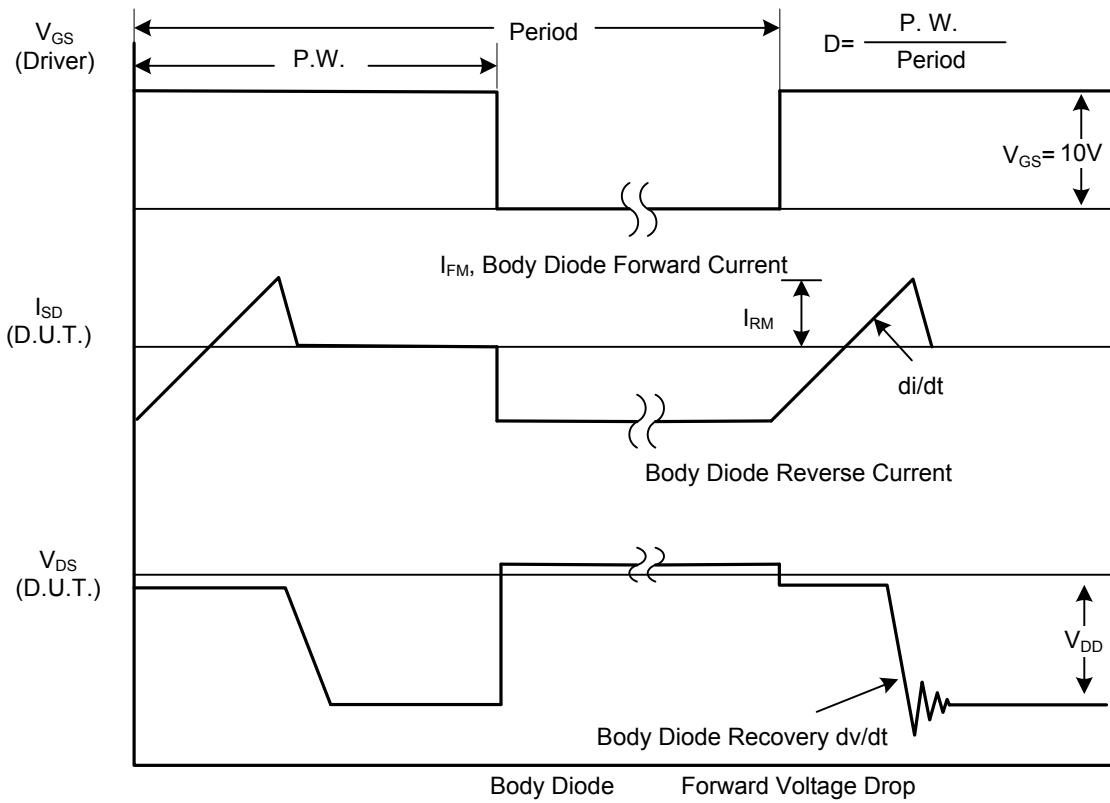 V_GS
(Driver)
Period
P.W.
D= P. W.
Period
V_GS= 10V
I_FM, Body Diode Forward Current
I_SD
(D.U.T.)
I_RM
di/dt
Body Diode Reverse Current
V_DS
(D.U.T.)
V_DD
Body Diode Recovery dv/dt
Body Diode Forward Voltage Drop